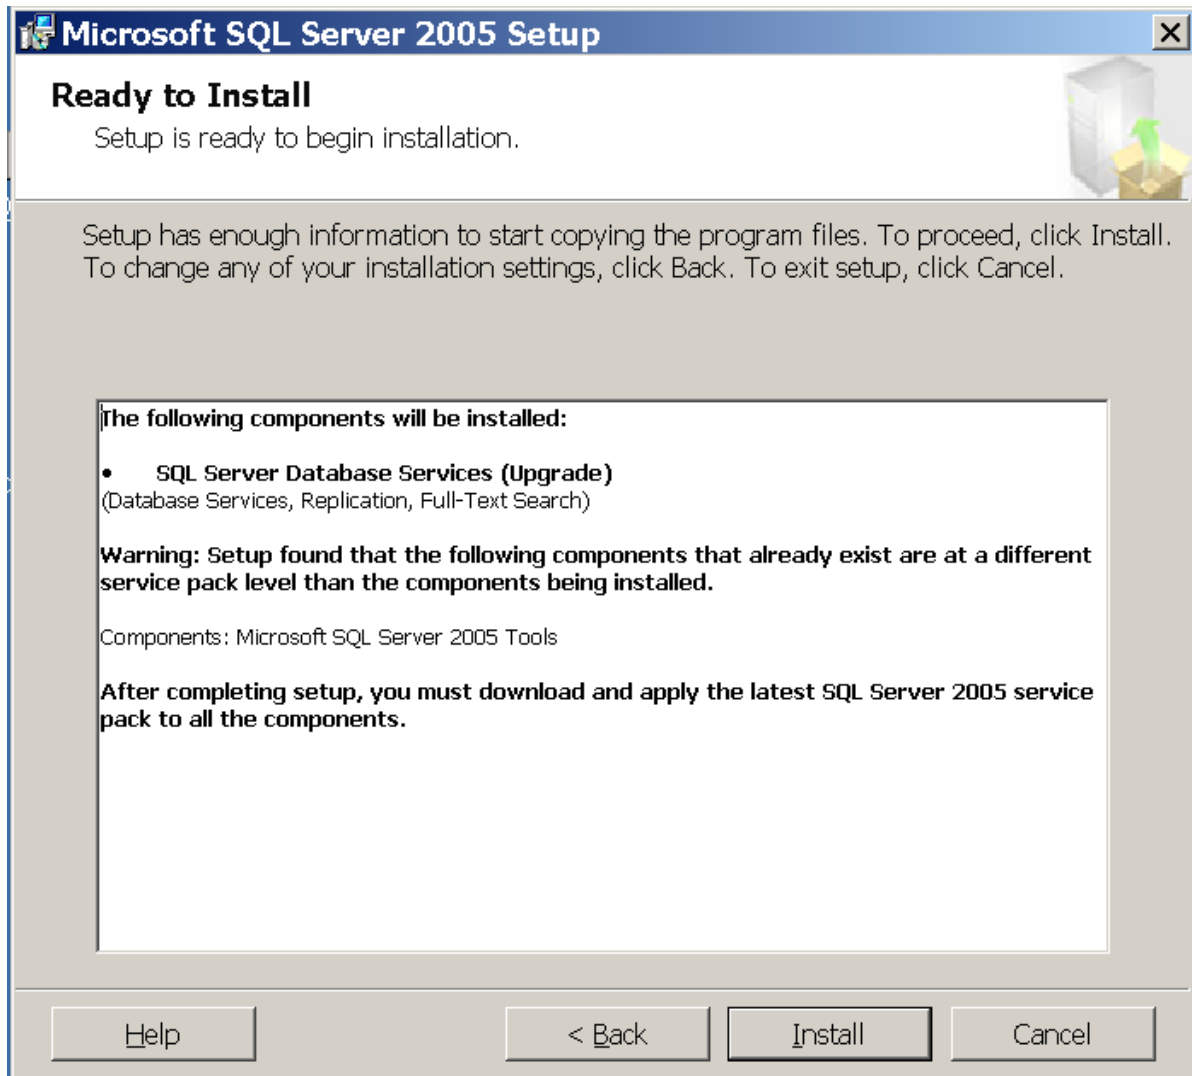 Microsoft SQL Server 2005 Setup
Ready to Install
Setup is ready to begin installation.
Setup has enough information to start copying the program files. To proceed, click Install.
To change any of your installation settings, click Back. To exit setup, click Cancel.
The following components will be installed:
• SQL Server Database Services (Upgrade)
(Database Services, Replication, Full-Text Search)
Warning: Setup found that the following components that already exist are at a different
service pack level than the components being installed.
Components: Microsoft SQL Server 2005 Tools
After completing setup, you must download and apply the latest SQL Server 2005 service
pack to all the components.
Help < Back Install Cancel